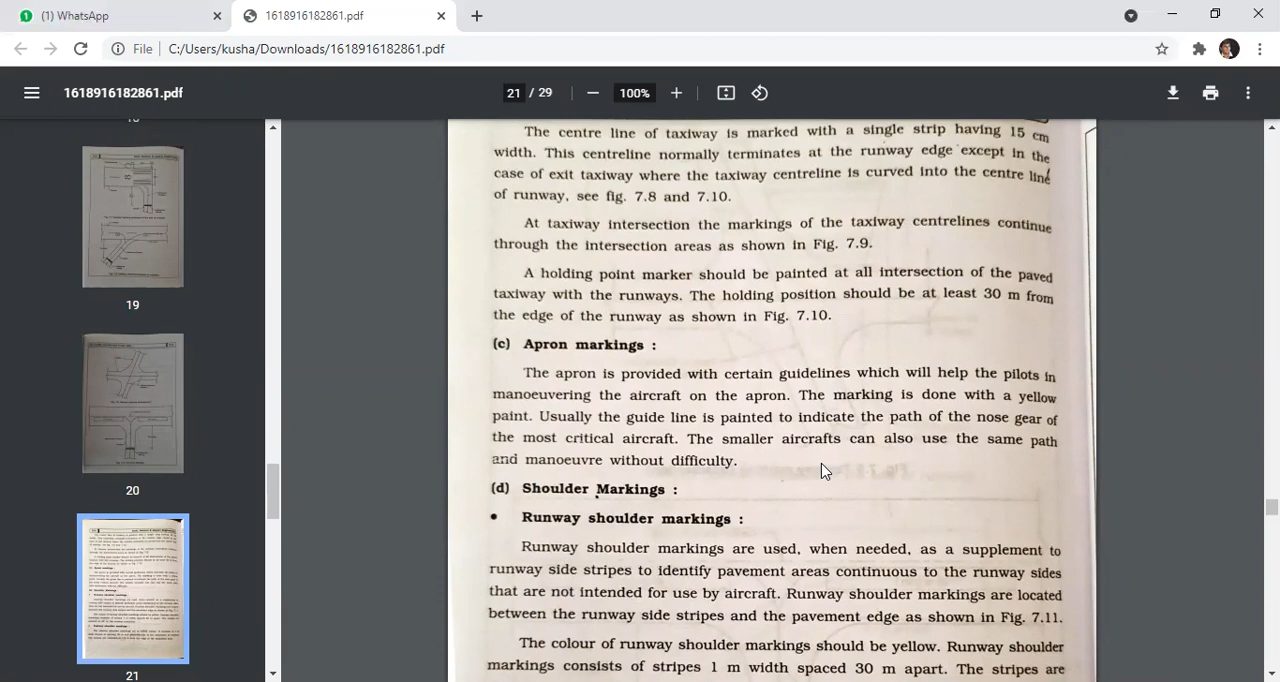 (1) WhatsApp
1618916182861.pdf
File | C:/Users/kusha/Downloads/1618916182861.pdf
1618916182861.pdf
21 / 29
100%
19
20
21
The centre line of taxiway is marked with a single strip having 15 cm
width. This centreline normally terminates at the runway edge except in the
case of exit taxiway where the taxiway centreline is curved into the centre line
of runway, see fig. 7.8 and 7.10.
At taxiway intersection the markings of the taxiway centrelines continue
through the intersection areas as shown in Fig. 7.9.
A holding point marker should be painted at all intersection of the paved
taxiway with the runways. The holding position should be at least 30 m from
the edge of the runway as shown in Fig. 7.10.
(c) Apron markings :
The apron is provided with certain guidelines which will help the pilots in
manoeuvering the aircraft on the apron. The marking is done with a yellow
paint. Usually the guide line is painted to indicate the path of the nose gear of
the most critical aircraft. The smaller aircrafts can also use the same path
and manoeuvre without difficulty.
(d) Shoulder Markings :
• Runway shoulder markings :
Runway shoulder markings are used, when needed, as a supplement to
runway side stripes to identify pavement as continuous to the runway sides
that are not intended for use by aircraft. Runway shoulder markings are located
between the runway side stripes and the pavement edge as shown in Fig. 7.11.
The colour of runway shoulder markings should be yellow. Runway shoulder
markings consists of stripes 1 m width spacd 30 m apart. The stripes are